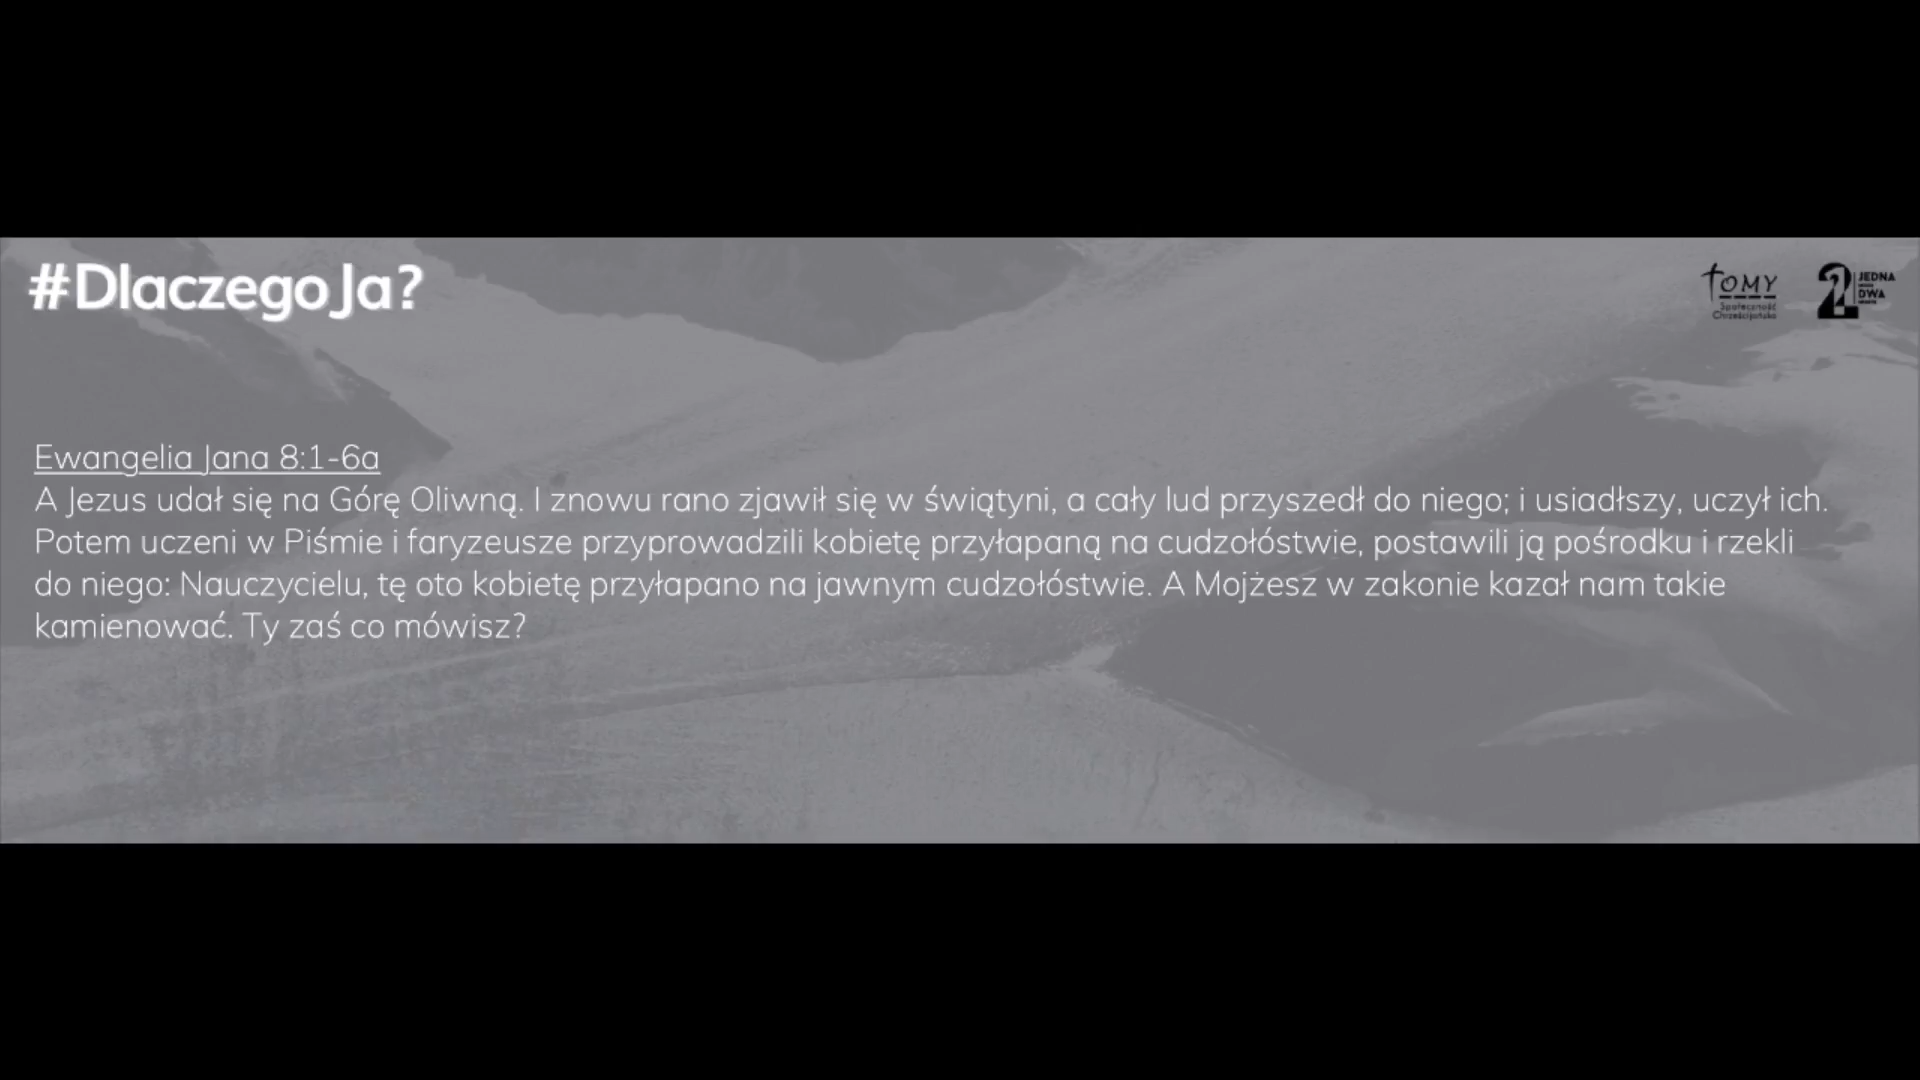 #DlaczegoJa?
tOMY
Społeczność
Chrześcijańska
21
JEDNA
DWA
Ewangelia Jana 8:1-6a
A Jezus udał się na Górę Oliwną. I znowu rano zjawił się w świątyni, a cały lud przyszedł do niego; i usiadłszy, uczył ich.
Potem uczeni w Piśmie i faryzeusze przyprowadzili kobietę przyłapaną na cudzołóstwie, postawili ją pośrodku i rzekli
do niego: Nauczycielu, tę oto kobietę przyłapano na jawnym cudzołóstwie. A Mojżesz w zakonie kazał nam takie
kamienować. Ty zaś co mówisz?